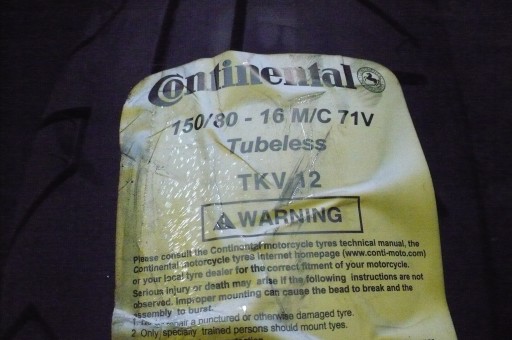 Continental
150/80 - 16 M/C 71V
Tubeless
TKV 12
WARNING
Please consult the Continental motorcycle tyres technical manual, the
Continental motorcycle tyres internet homepage (www.conti-moto.com)
or your local tyre dealer for the correct fitment of your motorcycle.
Serious injury or death may arise if the following instructions are not
observed. Improper mounting can cause the bead to break and the
assembly to burst.
1. repair a punctured or otherwise damaged tyre.
2. Only specially trained persons should mount tyes.